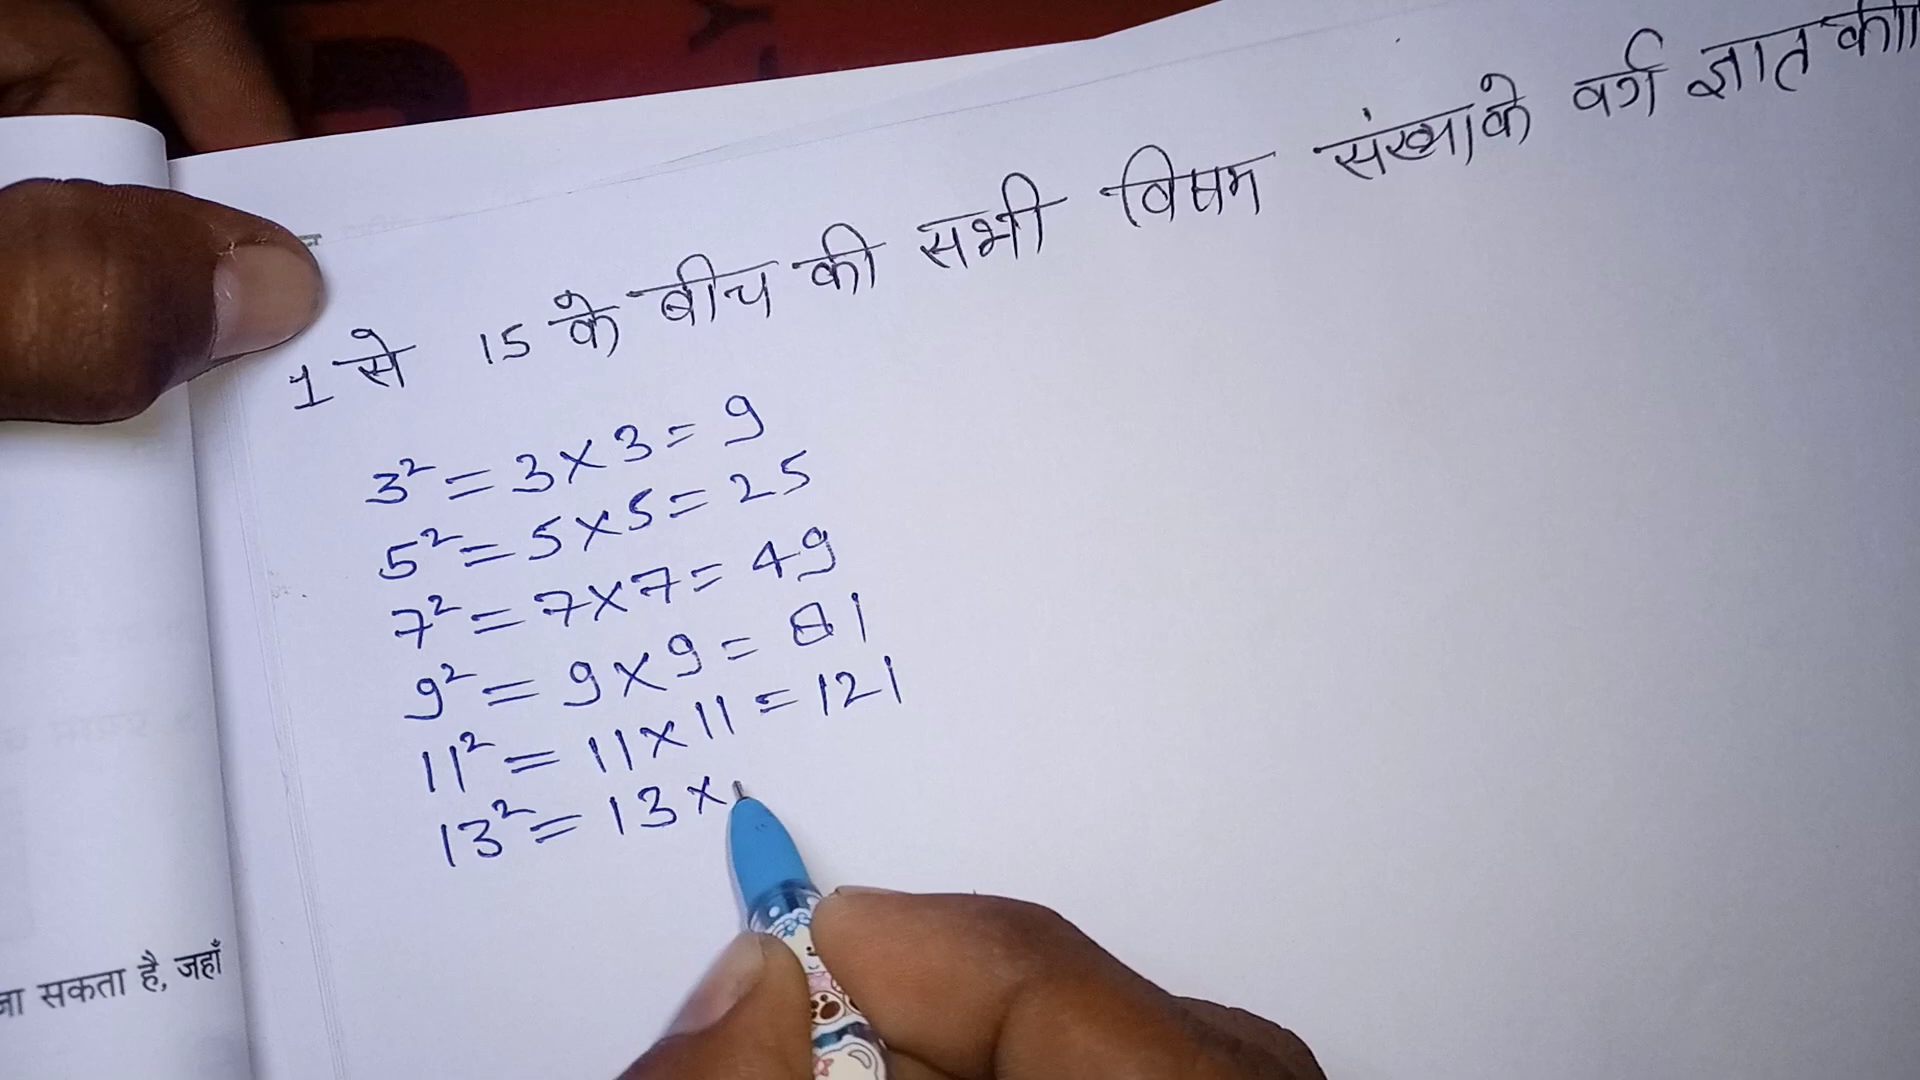 1 से 15 के बीच की सभी विषम संख्या के वर्ग ज्ञात की
3² = 3 × 3 = 9
5² = 5 × 5 = 25
7² = 7 × 7 = 49
9² = 9 × 9 = 81
11² = 11 × 11 = 121
13² = 13 ×
सकता है, जहाँ